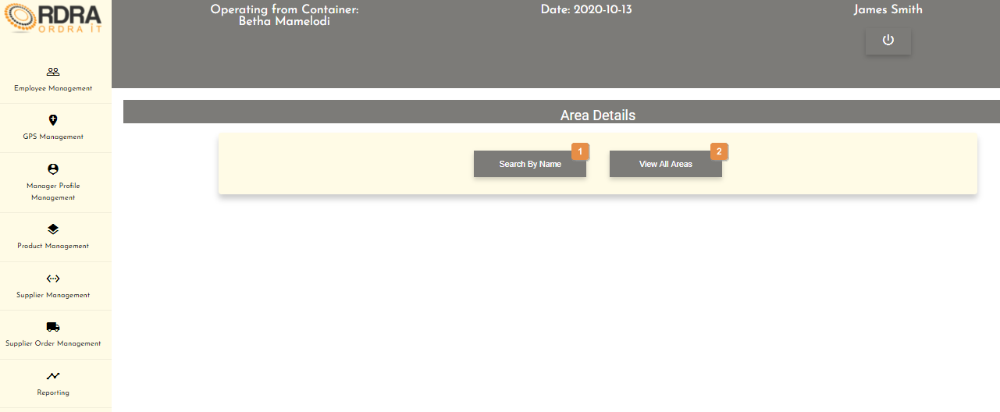 RDRA
ORDRA IT
Operating from Container:
Betha Mamelodi
Date: 2020-10-13
James Smith
Employee Management
GPS Management
Manager Profile
Management
Product Management
Supplier Management
Supplier Order Management
Reporting
Area Details
Search By Name
1
View All Areas
2